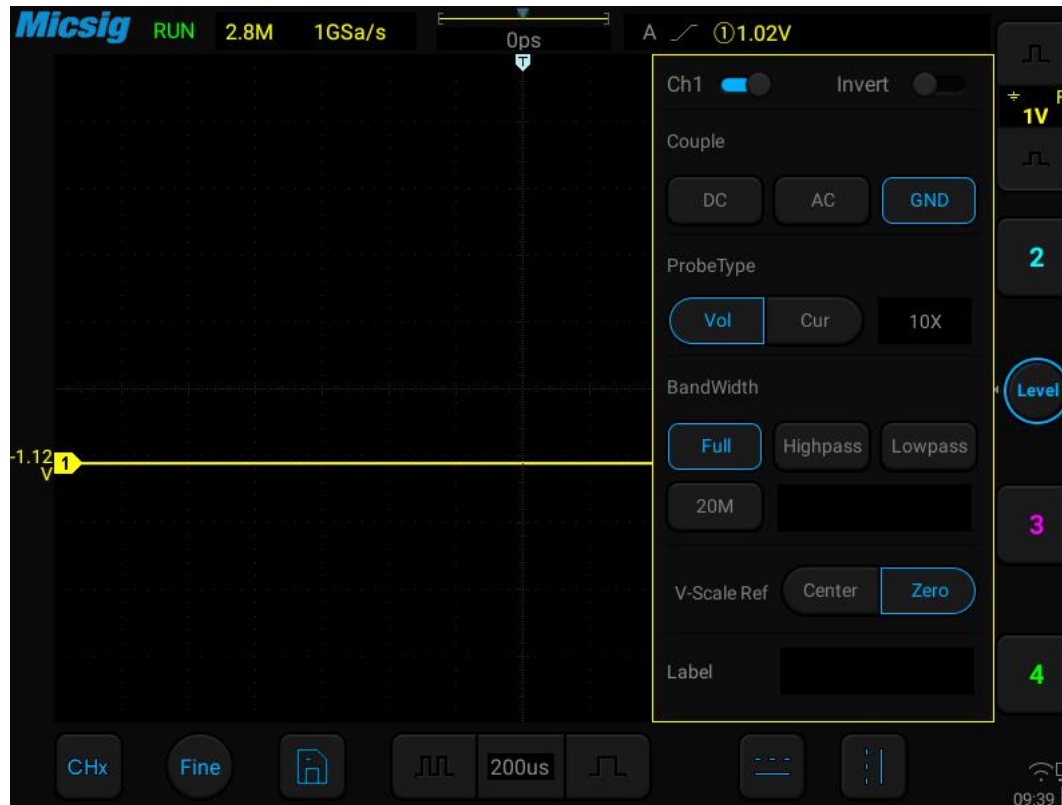 Micsig RUN 2.8M 1GSa/s 0ps A ①1.02V
T
Ch1 Invert
1V
Couple
DC AC GND
2
ProbeType
Vol Cur 10X
BandWidth
Level
Full Highpass Lowpass
-1.12 V 1
20M
3
V-Scale Ref Center Zero
Label
4
CHx Fine 200us
09:39